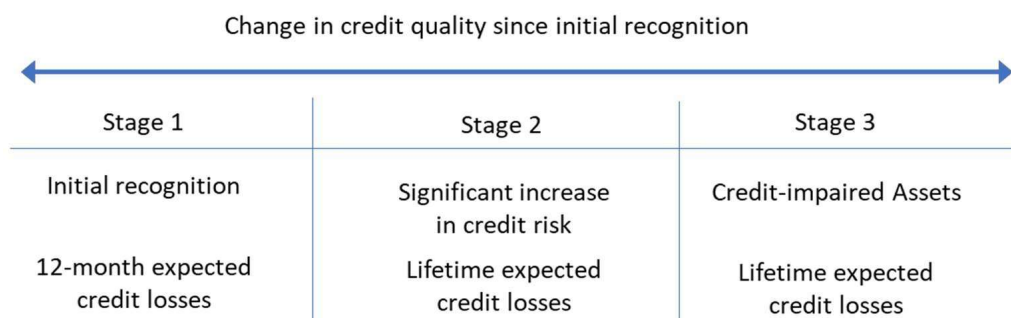 Change in credit quality since initial recognition
Stage 1
Stage 2
Stage 3
Initial recognition
Significant increase
in credit risk
Credit-impaired Assets
12-month expected
credit losses
Lifetime expected
credit losses
Lifetime expected
credit losses